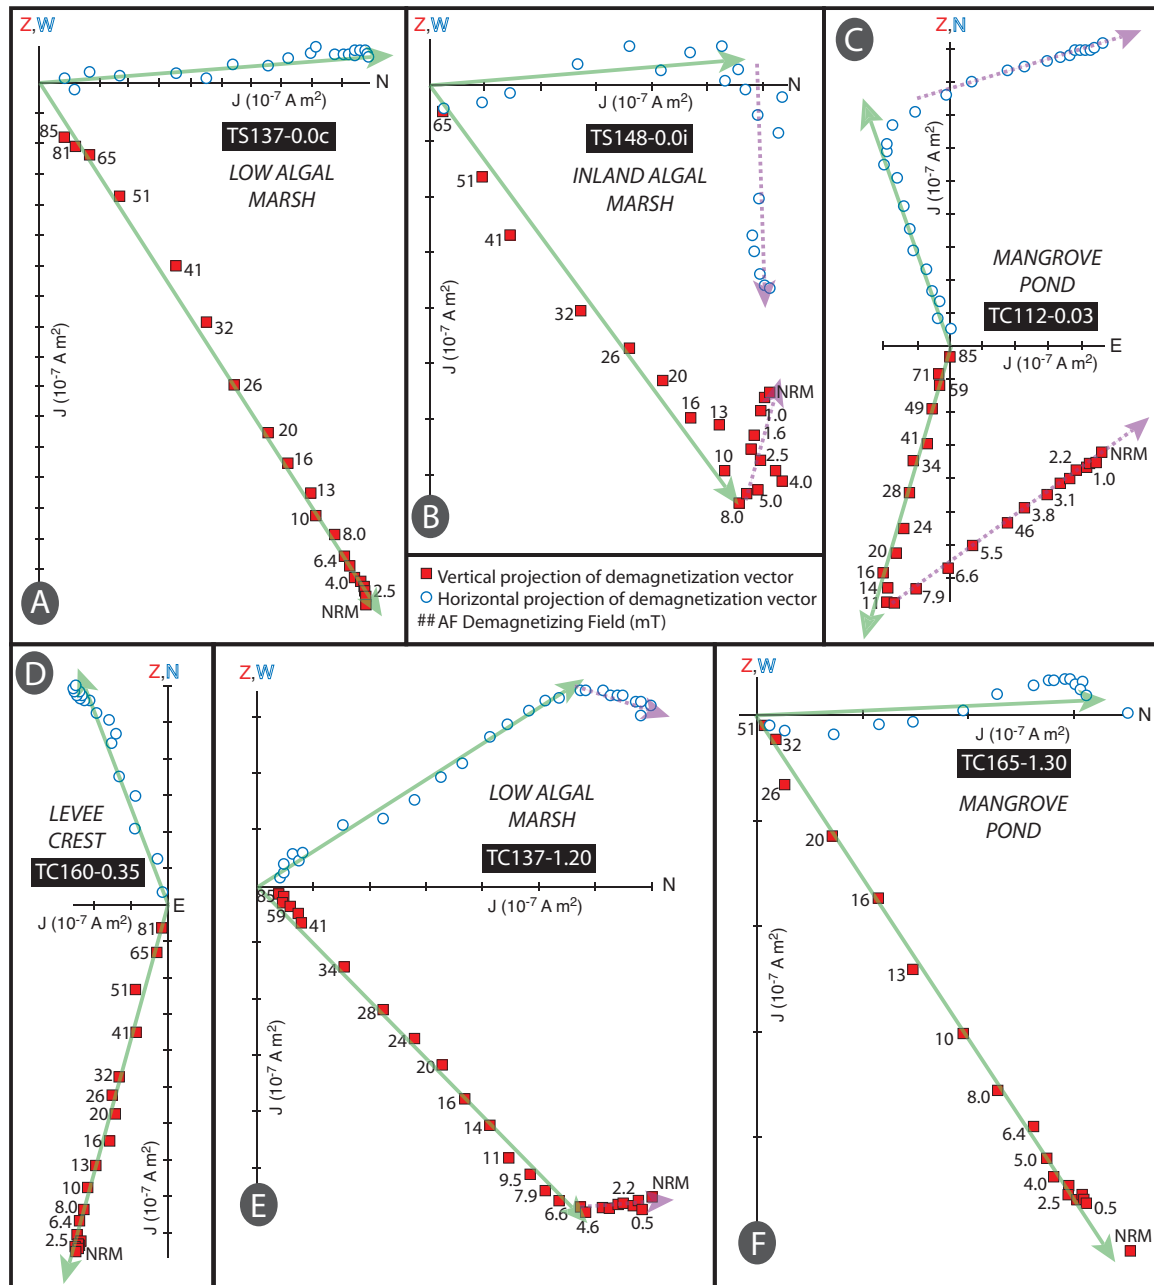 Z,W
N
J (10⁻⁷ A m²)
85
81
65
TS137-0.0c
LOW ALGAL
MARSH
51
41
32
26
20
16
13
10
8.0
6.4
4.0
2.5
NRM
J (10⁻⁷ A m²)
A
Z,W
N
J (10⁻⁷ A m²)
65
TS148-0.0i
INLAND ALGAL
MARSH
51
41
32
26
20
16
13
10
8.0
NRM
1.0
1.6
2.5
4.0
5.0
J (10⁻⁷ A m²)
B
Vertical projection of demagnetization vector
Horizontal projection of demagnetization vector
## AF Demagnetizing Field (mT)
C
Z,N
J (10⁻⁷ A m²)
MANGROVE
POND
TC112-0.03
E
J (10⁻⁷ A m²)
85
71
59
49
41
34
28
24
20
16
14
11
NRM
2.2
1.0
3.1
3.8
46
5.5
6.6
7.9
D
Z,N
LEVEE
CREST
TC160-0.35
E
J (10⁻⁷ A m²)
81
65
51
41
32
26
20
16
13
10
8.0
6.4
2.5
NRM
J (10⁻⁷ A m²)
Z,W
LOW ALGAL
MARSH
TC137-1.20
N
J (10⁻⁷ A m²)
85
59
41
34
28
24
20
16
14
11
9.5
7.9
6.6
4.6
2.2
NRM
0.5
J (10⁻⁷ A m²)
E
Z,W
N
J (10⁻⁷ A m²)
TC165-1.30
MANGROVE
POND
51
32
26
20
16
13
10
8.0
6.4
5.0
4.0
2.5
0.5
NRM
J (10⁻⁷ A m²)
F